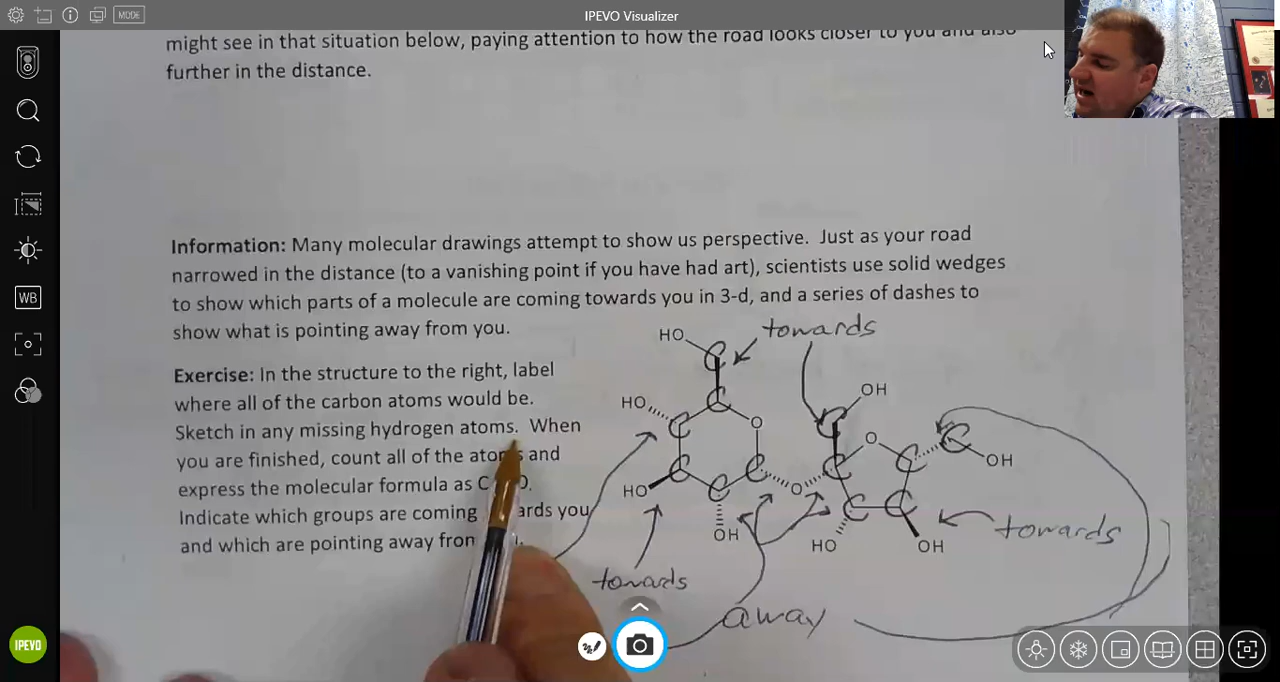 IPEVO Visualizer
MODE
might see in that situation below, paying attention to how the road looks closer to you and also
further in the distance.
Information: Many molecular drawings attempt to show us perspective. Just as your road
narrowed in the distance (to a vanishing point if you have had art), scientists use solid wedges
to show which parts of a molecule are coming towards you in 3-d, and a series of dashes to
show what is pointing away from you.
Exercise: In the structure to the right, label
where all of the carbon atoms would be.
Sketch in any missing hydrogen atoms. When
you are finished, count all of the atoms and
express the molecular formula as C O.
Indicate which groups are coming towards you
and which are pointing away from
HO
C
towards
HO
C
C
O
HO
C
C
C
OH
O
C
OH
C
O
C
C
OH
C
C
HO
OH
towards
towards
away
WB
IPEVO